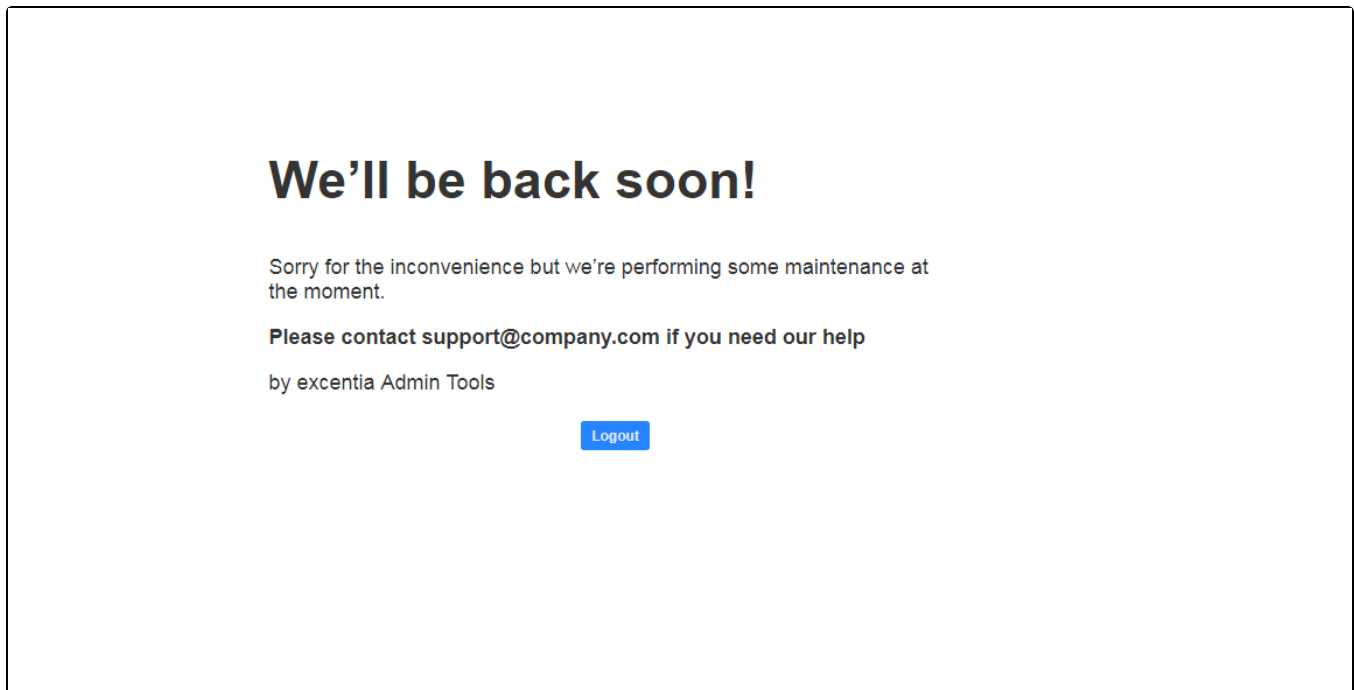 We’ll be back soon!
Sorry for the inconvenience but we’re performing some maintenance at
the moment.
Please contact support@company.com if you need our help
by excentia Admin Tools
Logout